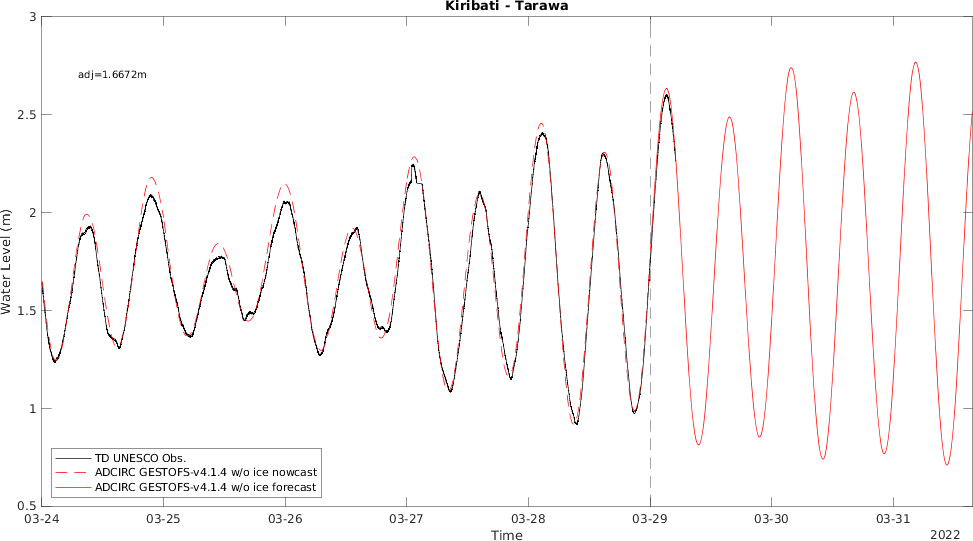 Kiribati - Tarawa
3
adj=1.6672m
2.5
2
Water Level (m)
1.5
1
TD UNESCO Obs.
ADCIRC GESTOFS-v4.1.4 w/o ice nowcast
ADCIRC GESTOFS-v4.1.4 w/o ice forecast
0.5
03-24 03-25 03-26 03-27 03-28 03-29 03-30 03-31
Time
2022